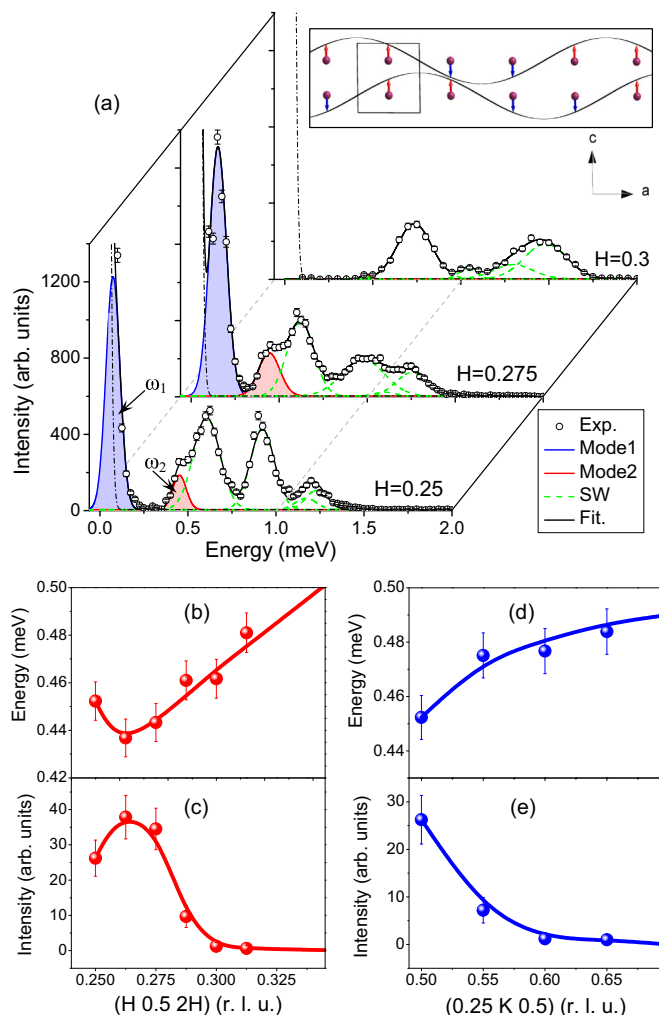 (a)
c
a
H=0.3
1200
900
600
300
0
Intensity (arb. units)
ω1
ω2
H=0.275
H=0.25
0.0 0.5 1.0 1.5 2.0
Energy (meV)
Exp.
Mode1
Mode2
SW
Fit.
0.50
0.48
0.46
0.44
0.42
Energy (meV)
(b)
0.50
0.48
0.46
0.44
Energy (meV)
(d)
40
30
20
10
0
Intensity (arb. units)
(c)
30
20
10
0
Intensity (arb. units)
(e)
0.250 0.275 0.300 0.325
(H 0.5 2H) (r. l. u.)
0.50 0.55 0.60 0.65
(0.25 K 0.5) (r. l. u.)